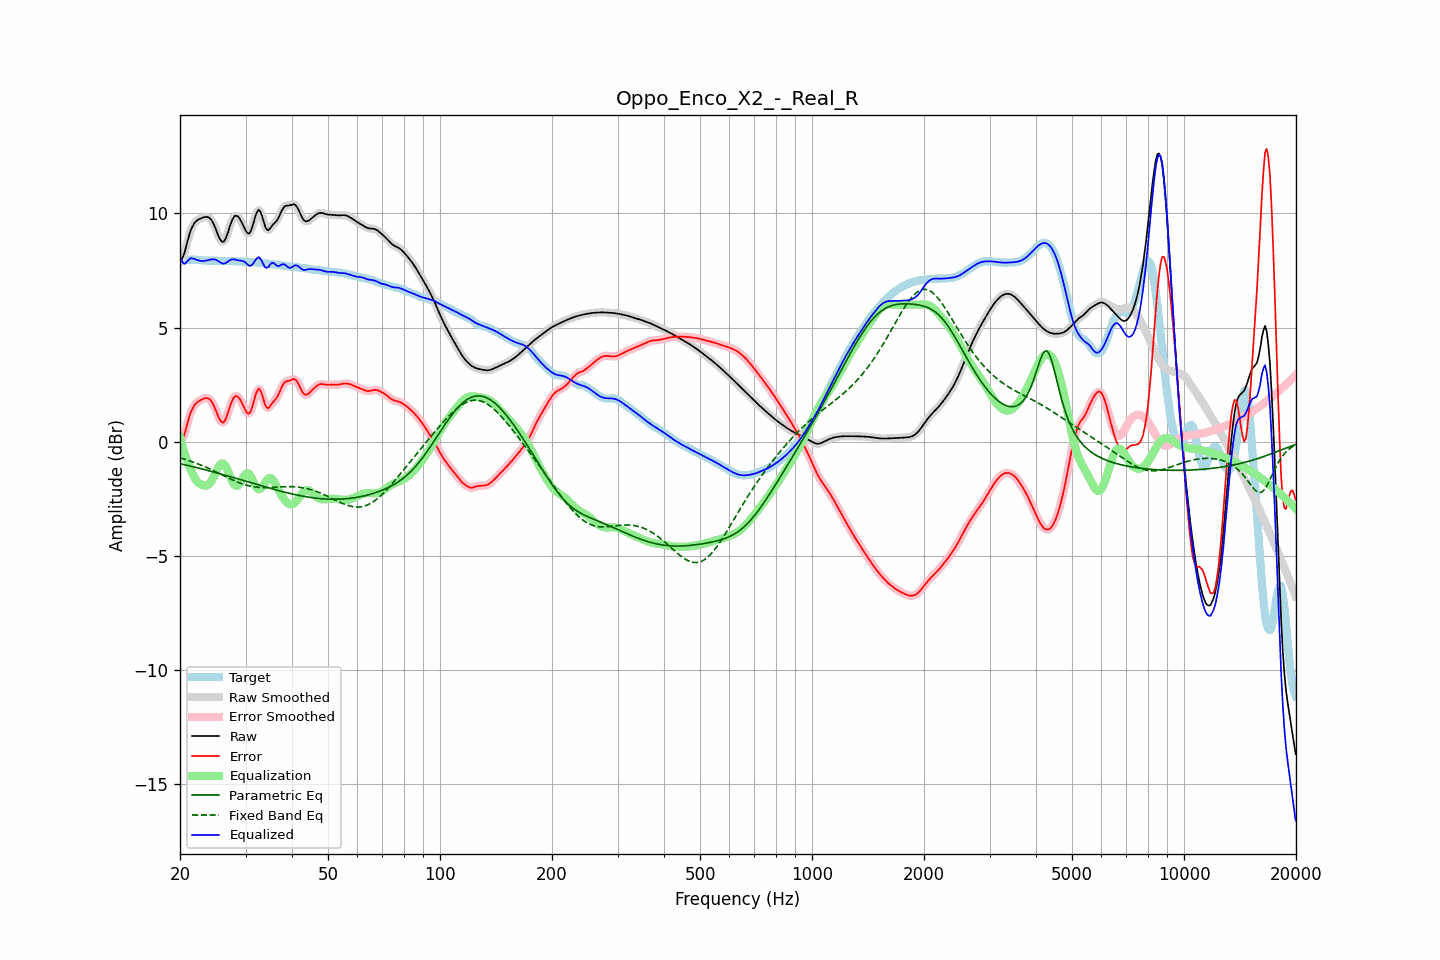 Oppo_Enco_X2_-_Real_R
Amplitude (dBr)
10
5
0
−5
−10
−15
Target
Raw Smoothed
Error Smoothed
Raw
Error
Equalization
Parametric Eq
Fixed Band Eq
Equalized
20 50 100 200 500 1000 2000 5000 10000 20000
Frequency (Hz)